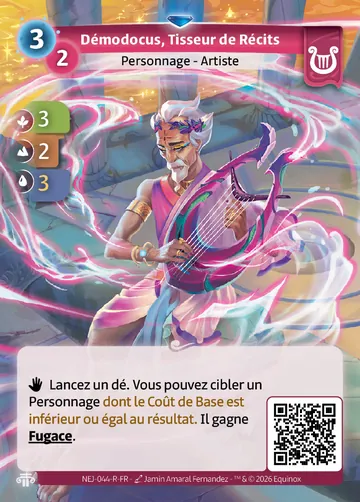 3
2
Démodocus, Tisseur de Récits
Personnage - Artiste
3
2
3
Lancez un dé. Vous pouvez cibler un
Personnage dont le Coût de Base est
inférieur ou égal au résultat. Il gagne
Fugace.
NEJ-044-R-FR - Jamin Amaral Fernandez - ™ & © 2026 Equinox